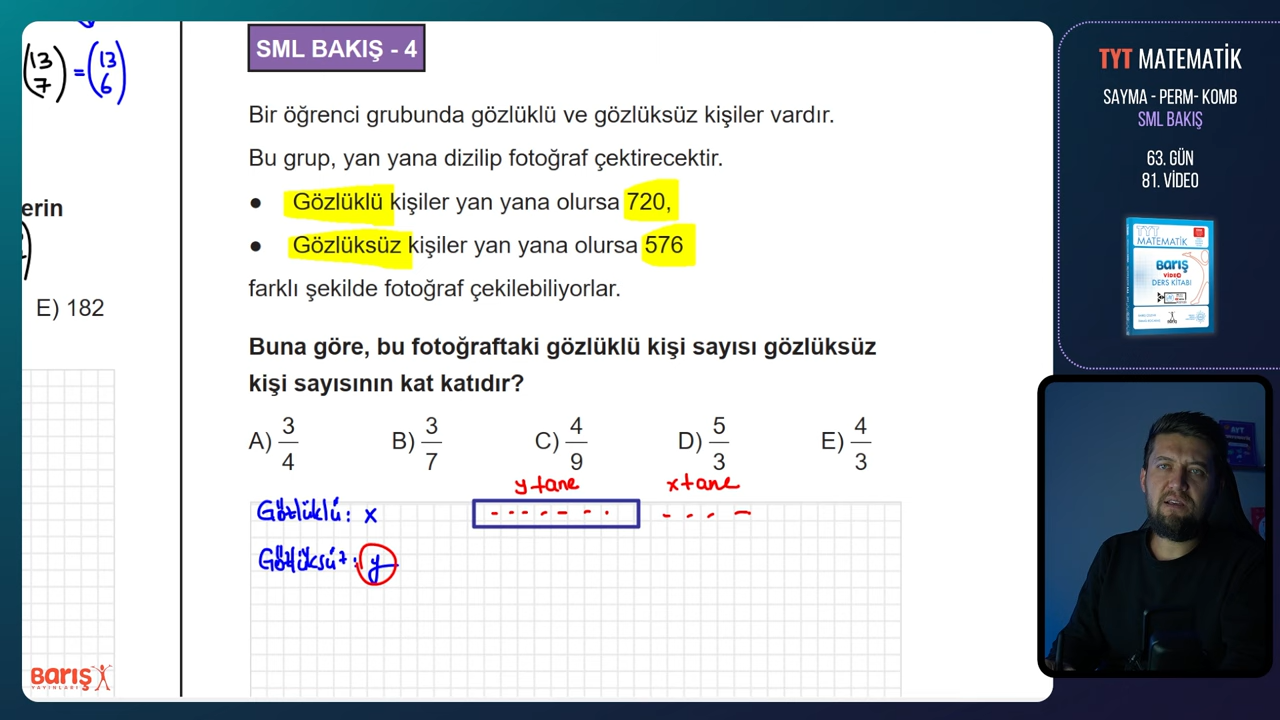 (13 7) = (13 6)
erin
E) 182
SML BAKIŞ - 4
Bir öğrenci grubunda gözlüklü ve gözlüksüz kişiler vardır.
Bu grup, yan yana dizilip fotoğraf çektirecektir.
● Gözlüklü kişiler yan yana olursa 720,
● Gözlüksüz kişiler yan yana olursa 576
farklı şekilde fotoğraf çekilebiliyorlar.
Buna göre, bu fotoğraftaki gözlüklü kişi sayısı gözlüksüz
kişi sayısının kat katıdır?
A) 3/4 B) 3/7 C) 4/9 D) 5/3 E) 4/3
y tane x tane
Gözlüklü: x
Gözlüksüz: y
BARIŞ
YAYINLARI
TYT MATEMATİK
SAYMA - PERM- KOMB
SML BAKIŞ
63. GÜN
81. VİDEO
TYT
MATEMATİK
BARIŞ
VİDEO
DERS KİTABI